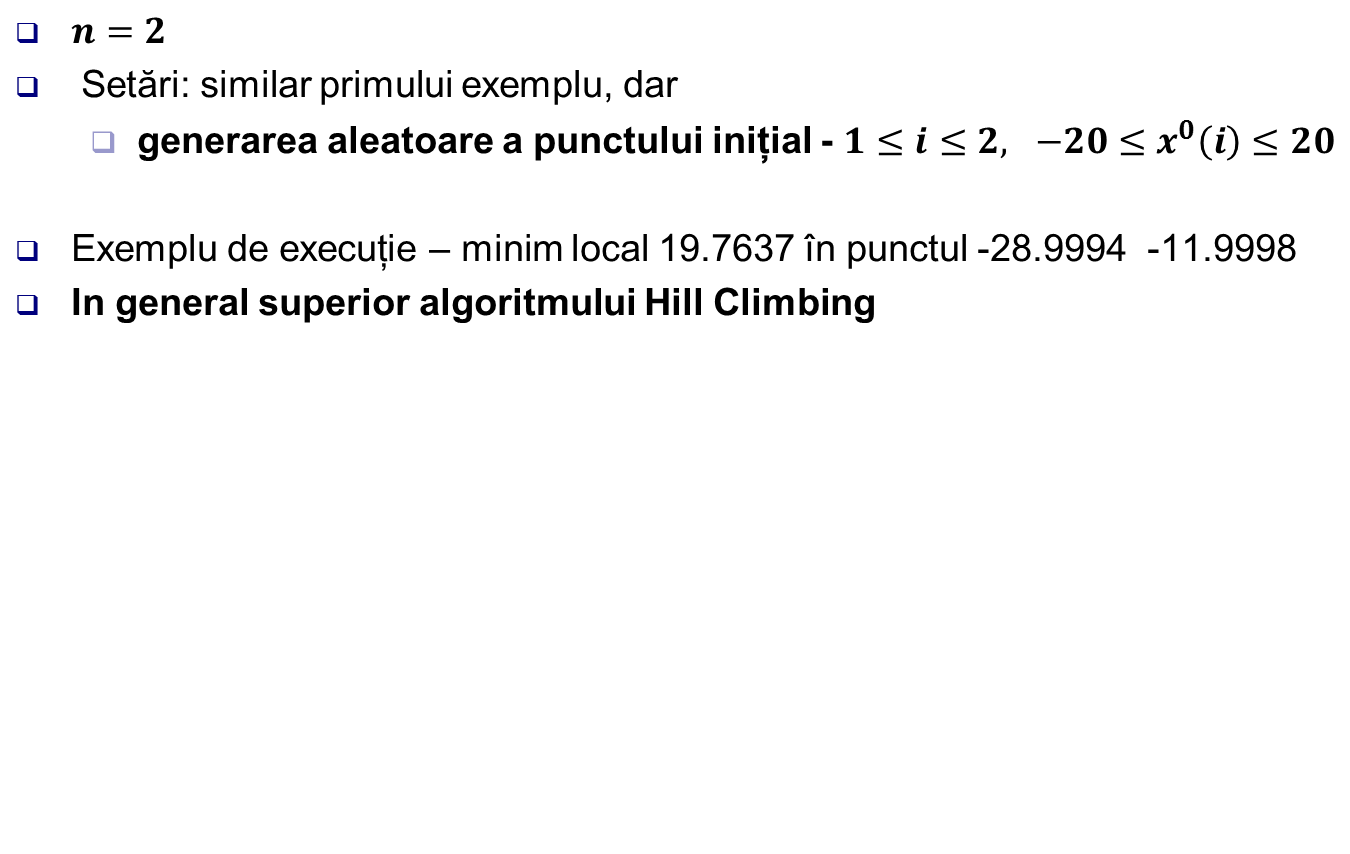 ❑ n = 2
❑ Setări: similar primului exemplu, dar
❑ generarea aleatoare a punctului inițial - 1 ≤ i ≤ 2, −20 ≤ x⁰(i) ≤ 20
❑ Exemplu de execuție – minim local 19.7637 în punctul -28.9994 -11.9998
❑ In general superior algoritmului Hill Climbing